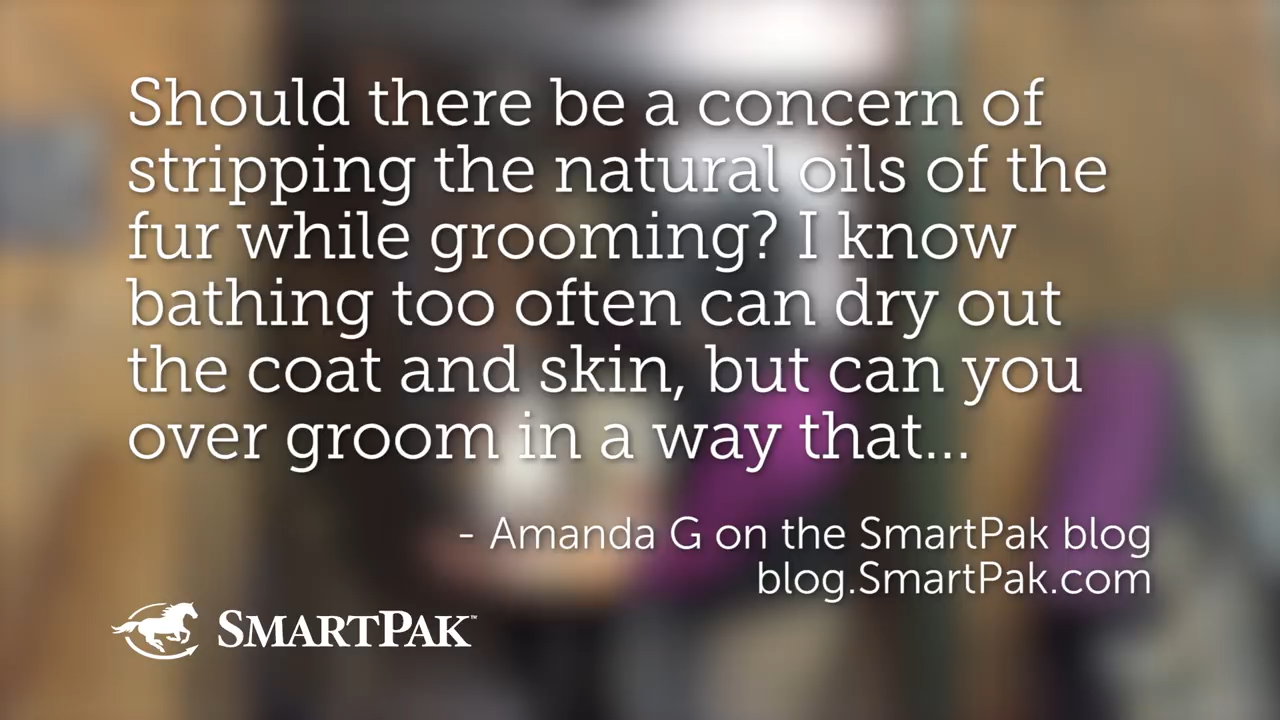 Should there be a concern of
stripping the natural oils of the
fur while grooming? I know
bathing too often can dry out
the coat and skin, but can you
over groom in a way that...
- Amanda G on the SmartPak blog
blog.SmartPak.com
SMARTPAK™